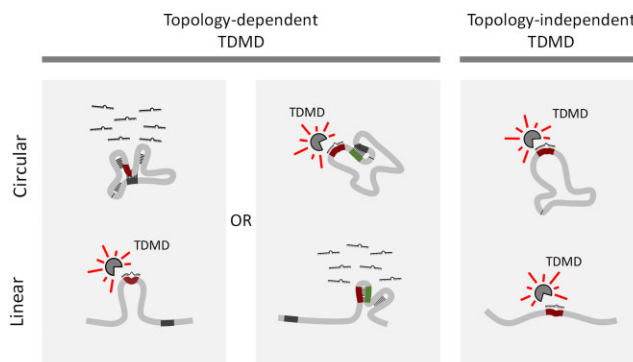 Topology-dependent
TDMD
Topology-independent
TDMD
Circular
TDMD
TDMD
OR
Linear
TDMD
TDMD